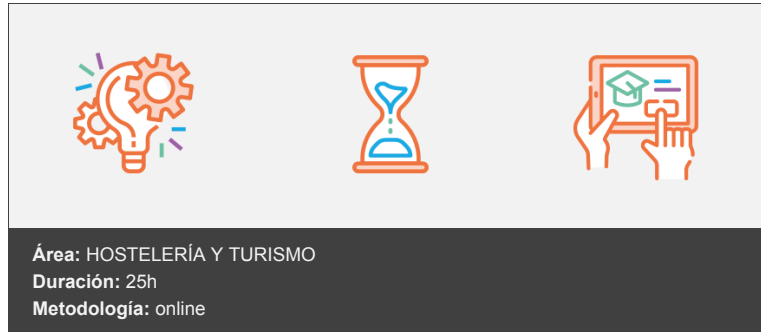 Área: HOSTELERÍA Y TURISMO
Duración: 25h
Metodología: online